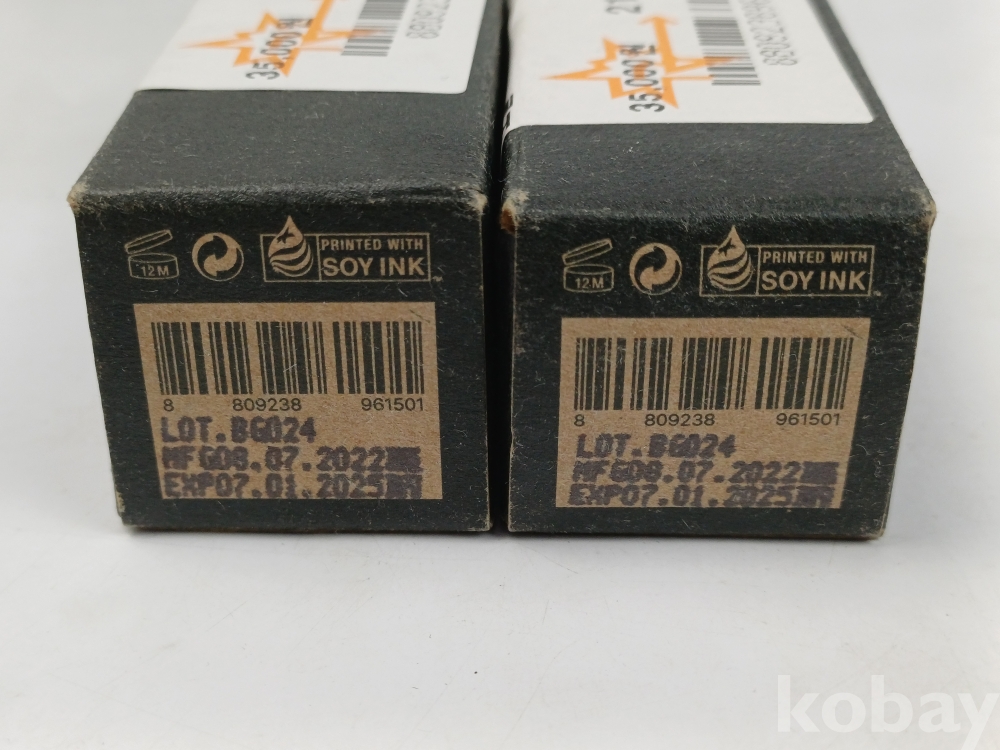 35,000원
35,000원
12M
PRINTED WITH
SOY INK
8 809238 961501
LOT.BG024
MFG08.07.2022
EXP07.01.2025
12M
PRINTED WITH
SOY INK
8 809238 961501
LOT.BG024
MFG08.07.2022
EXP07.01.2025
kobay